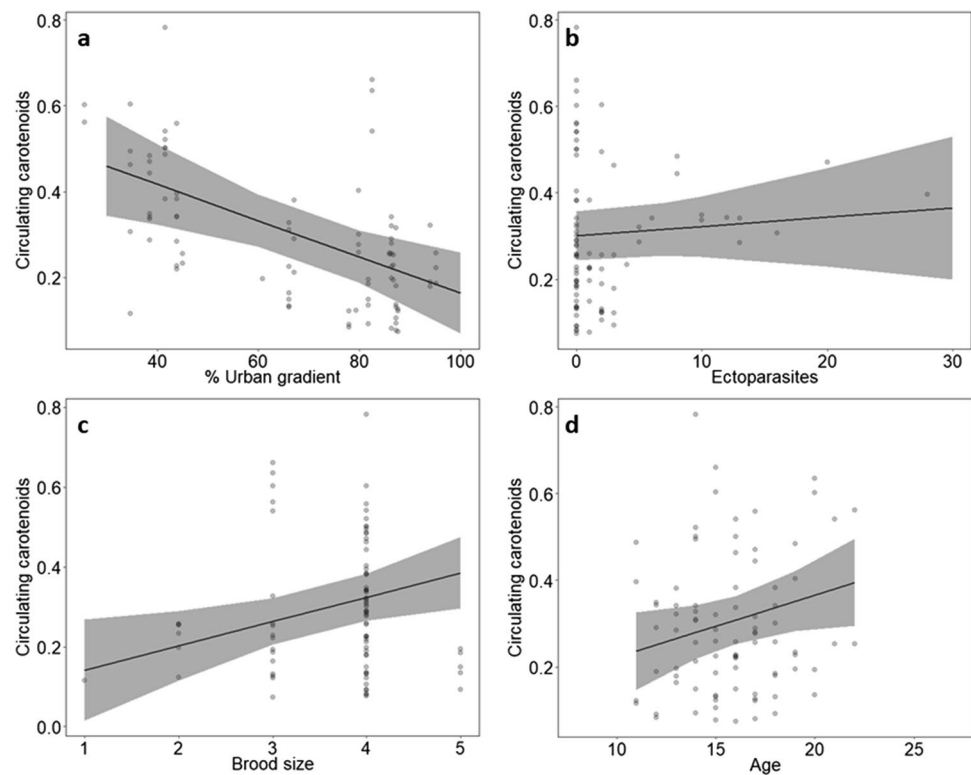 a
Circulating carotenoids
0.8
0.6
0.4
0.2
40 60 80 100
% Urban gradient
b
Circulating carotenoids
0.8
0.6
0.4
0.2
0 10 20 30
Ectoparasites
c
Circulating carotenoids
0.8
0.6
0.4
0.2
0.0
1 2 3 4 5
Brood size
d
Circulating carotenoids
0.8
0.6
0.4
0.2
10 15 20 25
Age